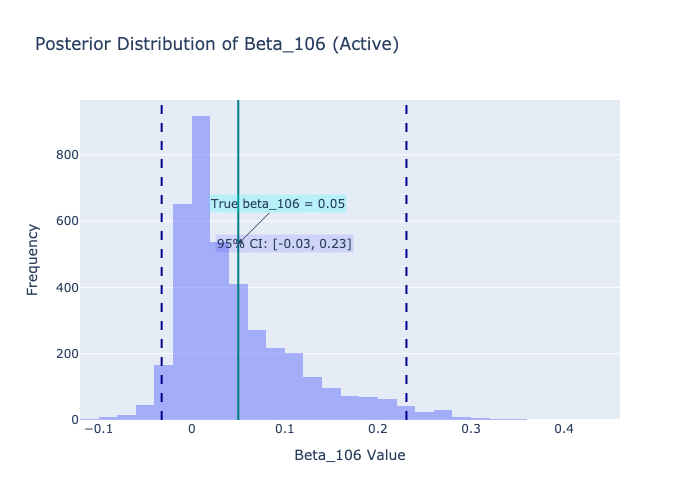 Posterior Distribution of Beta_106 (Active)
800
600
400
200
0
Frequency
True beta_106 = 0.05
95% CI: [-0.03, 0.23]
−0.1
0
0.1
0.2
0.3
0.4
Beta_106 Value